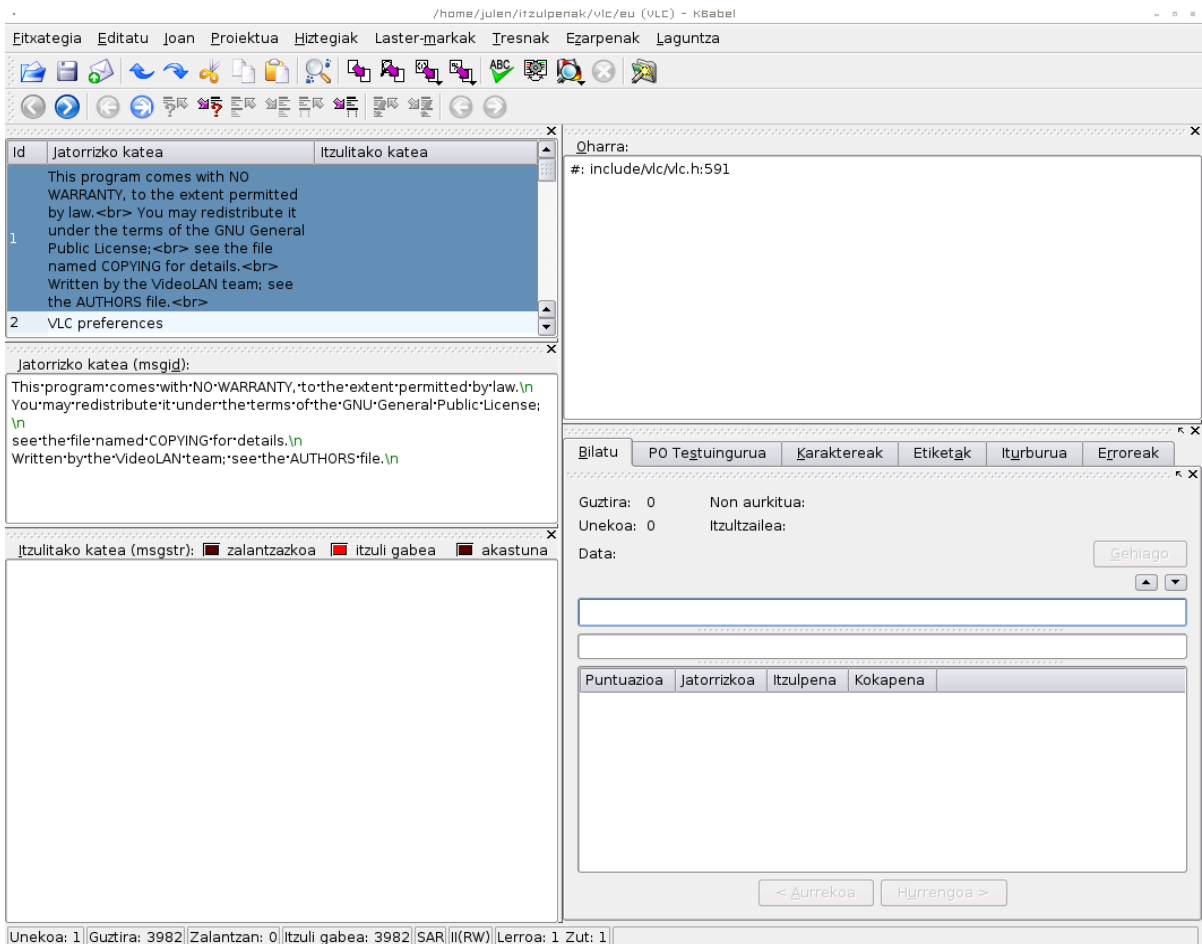 /home/julen/itzulpenak/vlc/eu (VLC) - KBabel
Fitxategia Editatu Joan Proiektua Hiztegiak Laster-markak Tresnak Ezarpenak Laguntza
ABC
Id Jatorrizko katea Itzulitako katea
1
This program comes with NO
WARRANTY, to the extent permitted
by law.<br> You may redistribute it
under the terms of the GNU General
Public License;<br> see the file
named COPYING for details.<br>
Written by the VideoLAN team; see
the AUTHORS file.<br>
2 VLC preferences
Jatorrizko katea (msgid):
This·program·comes·with·NO·WARRANTY,·to·the·extent·permitted·by·law.\n
You·may·redistribute·it·under·the·terms·of·the·GNU·General·Public·License;
\n
see·the·file·named·COPYING·for·details.\n
Written·by·the·VideoLAN·team;·see·the·AUTHORS·file.\n
Itzulitako katea (msgstr): zalantzazkoa itzuli gabea akastuna
Oharra:
#: include/vlc/vlc.h:591
Bilatu PO Testuingurua Karaktereak Etiketak Iturburua Erroreak
Guztira: 0 Non aurkitua:
Unekoa: 0 Itzultzailea:
Data: Gehiago
Puntuazioa Jatorrizkoa Itzulpena Kokapena
< Aurrekoa Hurrengoa >
Unekoa: 1 Guztira: 3982 Zalantzan: 0 Itzuli gabea: 3982 SAR II(RW) Lerroa: 1 Zut: 1